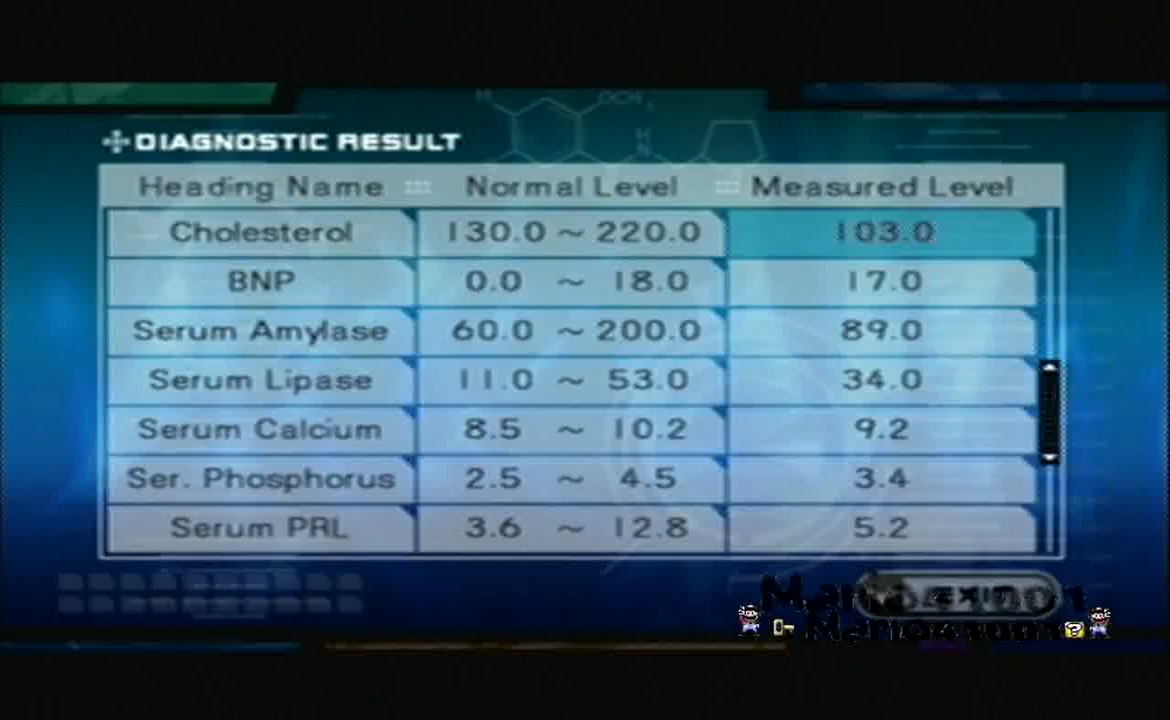 H OCH3
H
N
DIAGNOSTIC RESULT
Heading Name Normal Level Measured Level
Cholesterol 130.0 ~ 220.0 103.0
BNP 0.0 ~ 18.0 17.0
Serum Amylase 60.0 ~ 200.0 89.0
Serum Lipase 11.0 ~ 53.0 34.0
Serum Calcium 8.5 ~ 10.2 9.2
Ser. Phosphorus 2.5 ~ 4.5 3.4
Serum PRL 3.6 ~ 12.8 5.2
EXIT